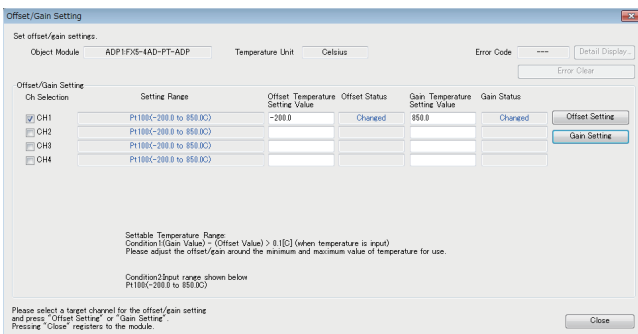 Offset/Gain Setting
Set offset/gain settings.
Object Module ADP1:FX5-4AD-PT-ADP Temperature Unit Celsius Error Code --- Detail Display...
Error Clear
Offset/Gain Setting
Ch Selection Setting Range Offset Temperature Setting Value Offset Status Gain Temperature Setting Value Gain Status
CH1 Pt100(-200.0 to 850.0C) -200.0 Changed 850.0 Changed Offset Setting
CH2 Pt100(-200.0 to 850.0C) Gain Setting
CH3 Pt100(-200.0 to 850.0C)
CH4 Pt100(-200.0 to 850.0C)
Settable Temperature Range:
Condition1:(Gain Value) - (Offset Value) > 0.1[C] (when temperature is input)
Please adjust the offset/gain around the minimum and maximum value of temperature for use.
Condition2:Input range shown below
Pt100(-200.0 to 850.0C)
Please select a target channel for the offset/gain setting
and press "Offset Setting" or "Gain Setting".
Pressing "Close" registers to the module.
Close